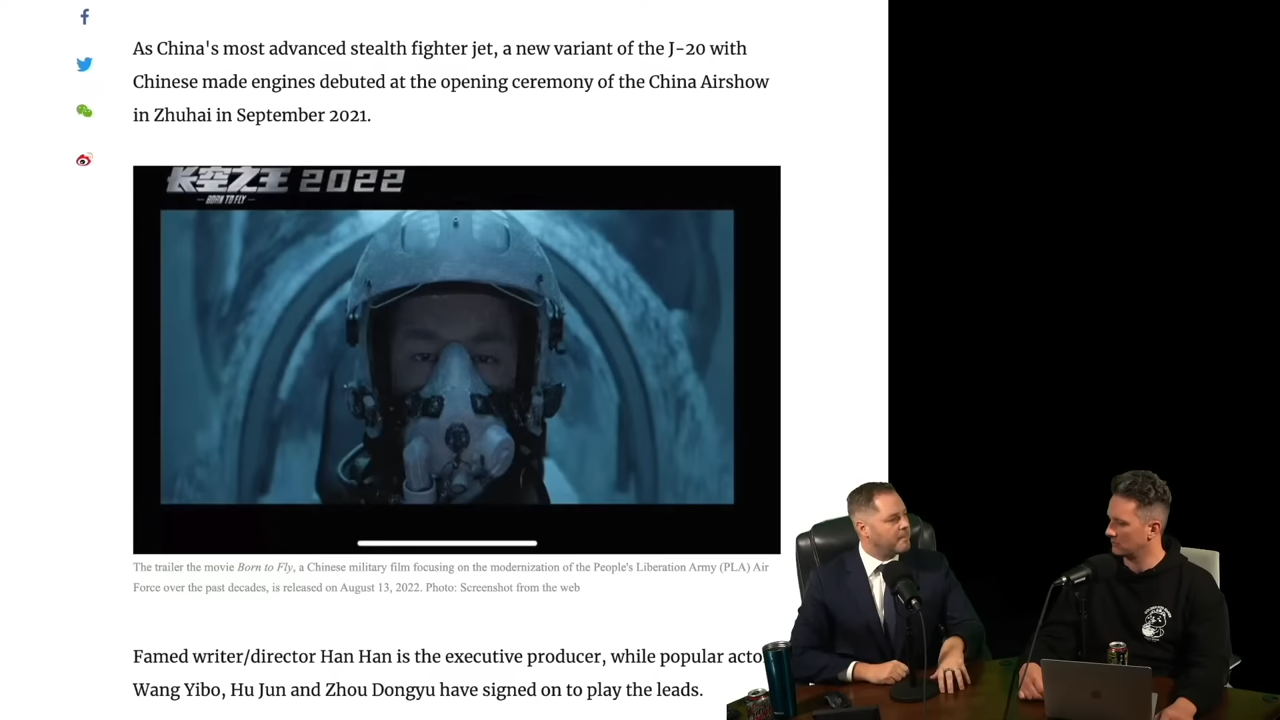 As China's most advanced stealth fighter jet, a new variant of the J-20 with
Chinese made engines debuted at the opening ceremony of the China Airshow
in Zhuhai in September 2021.
长空之王 2022
BORN TO FLY
The trailer the movie Born to Fly, a Chinese military film focusing on the modernization of the People's Liberation Army (PLA) Air
Force over the past decades, is released on August 13, 2022. Photo: Screenshot from the web
Famed writer/director Han Han is the executive producer, while popular acto
Wang Yibo, Hu Jun and Zhou Dongyu have signed on to play the leads.